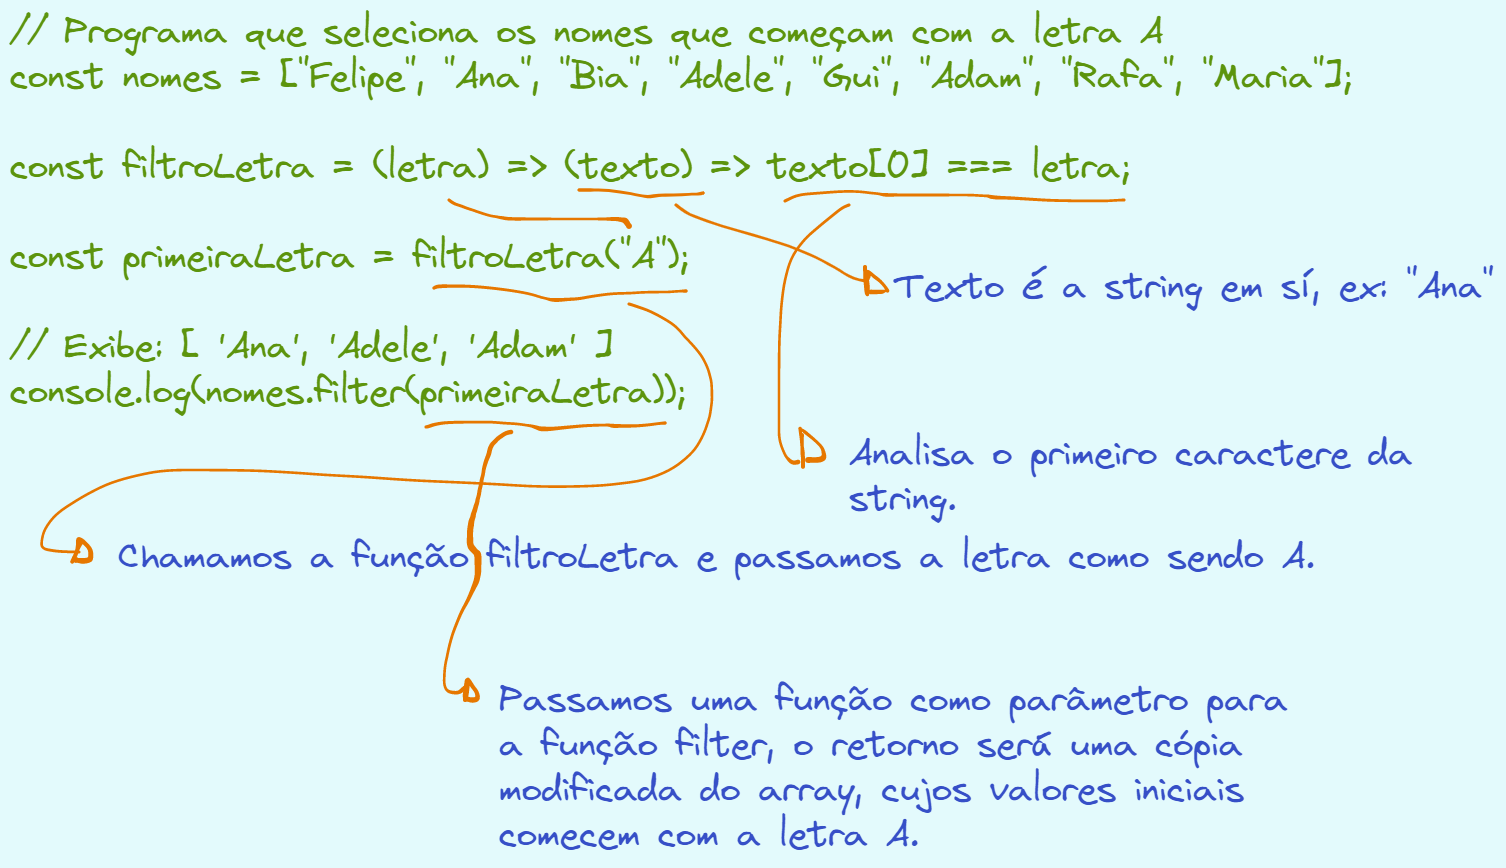 // Programa que seleciona os nomes que começam com a letra A
const nomes = ["Felipe", "Ana", "Bia", "Adele", "Gui", "Adam", "Rafa", "Maria"];
const filtroLetra = (letra) => (texto) => texto[0] === letra;
const primeiraLetra = filtroLetra("A");
Texto é a string em sí, ex: "Ana"
// Exibe: [ 'Ana', 'Adele', 'Adam' ]
console.log(nomes.filter(primeiraLetra));
Analisa o primeiro caractere da
string.
Chamamos a função filtroLetra e passamos a letra como sendo A.
Passamos uma função como parâmetro para
a função filter, o retorno será uma cópia
modificada do array, cujos valores iniciais
comecem com a letra A.